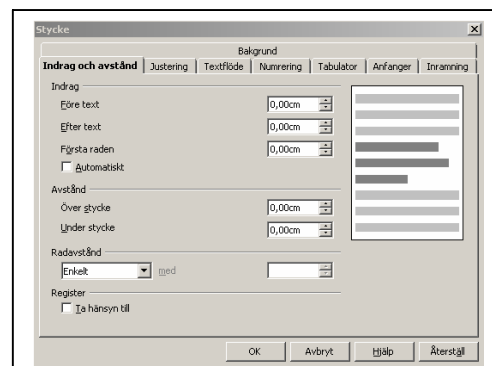 Stycke
Bakgrund
Indrag och avstånd Justering Textflöde Numrering Tabulator Anfanger Inramning
Indrag
Före text 0,00cm
Efter text 0,00cm
Första raden 0,00cm
Automatiskt
Avstånd
Över stycke 0,00cm
Under stycke 0,00cm
Radavstånd
Enkelt med
Register
Ta hänsyn till
OK Avbryt Hjälp Återställ